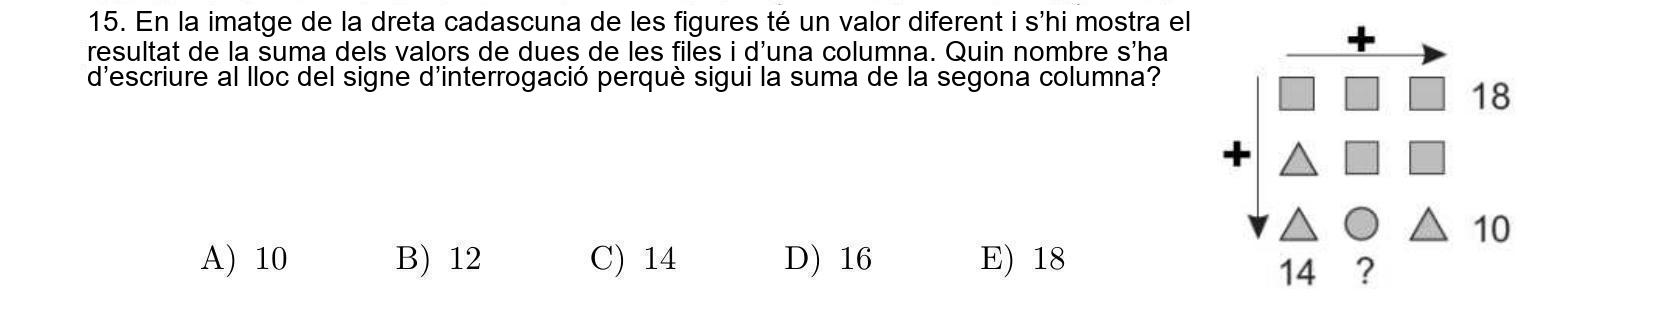 15. En la imatge de la dreta cadascuna de les figures té un valor diferent i s’hi mostra el
resultat de la suma dels valors de dues de les files i d’una columna. Quin nombre s’ha
d’escriure al lloc del signe d’interrogació perquè sigui la suma de la segona columna?
A) 10 B) 12 C) 14 D) 16 E) 18
+
18
+
10
14 ?